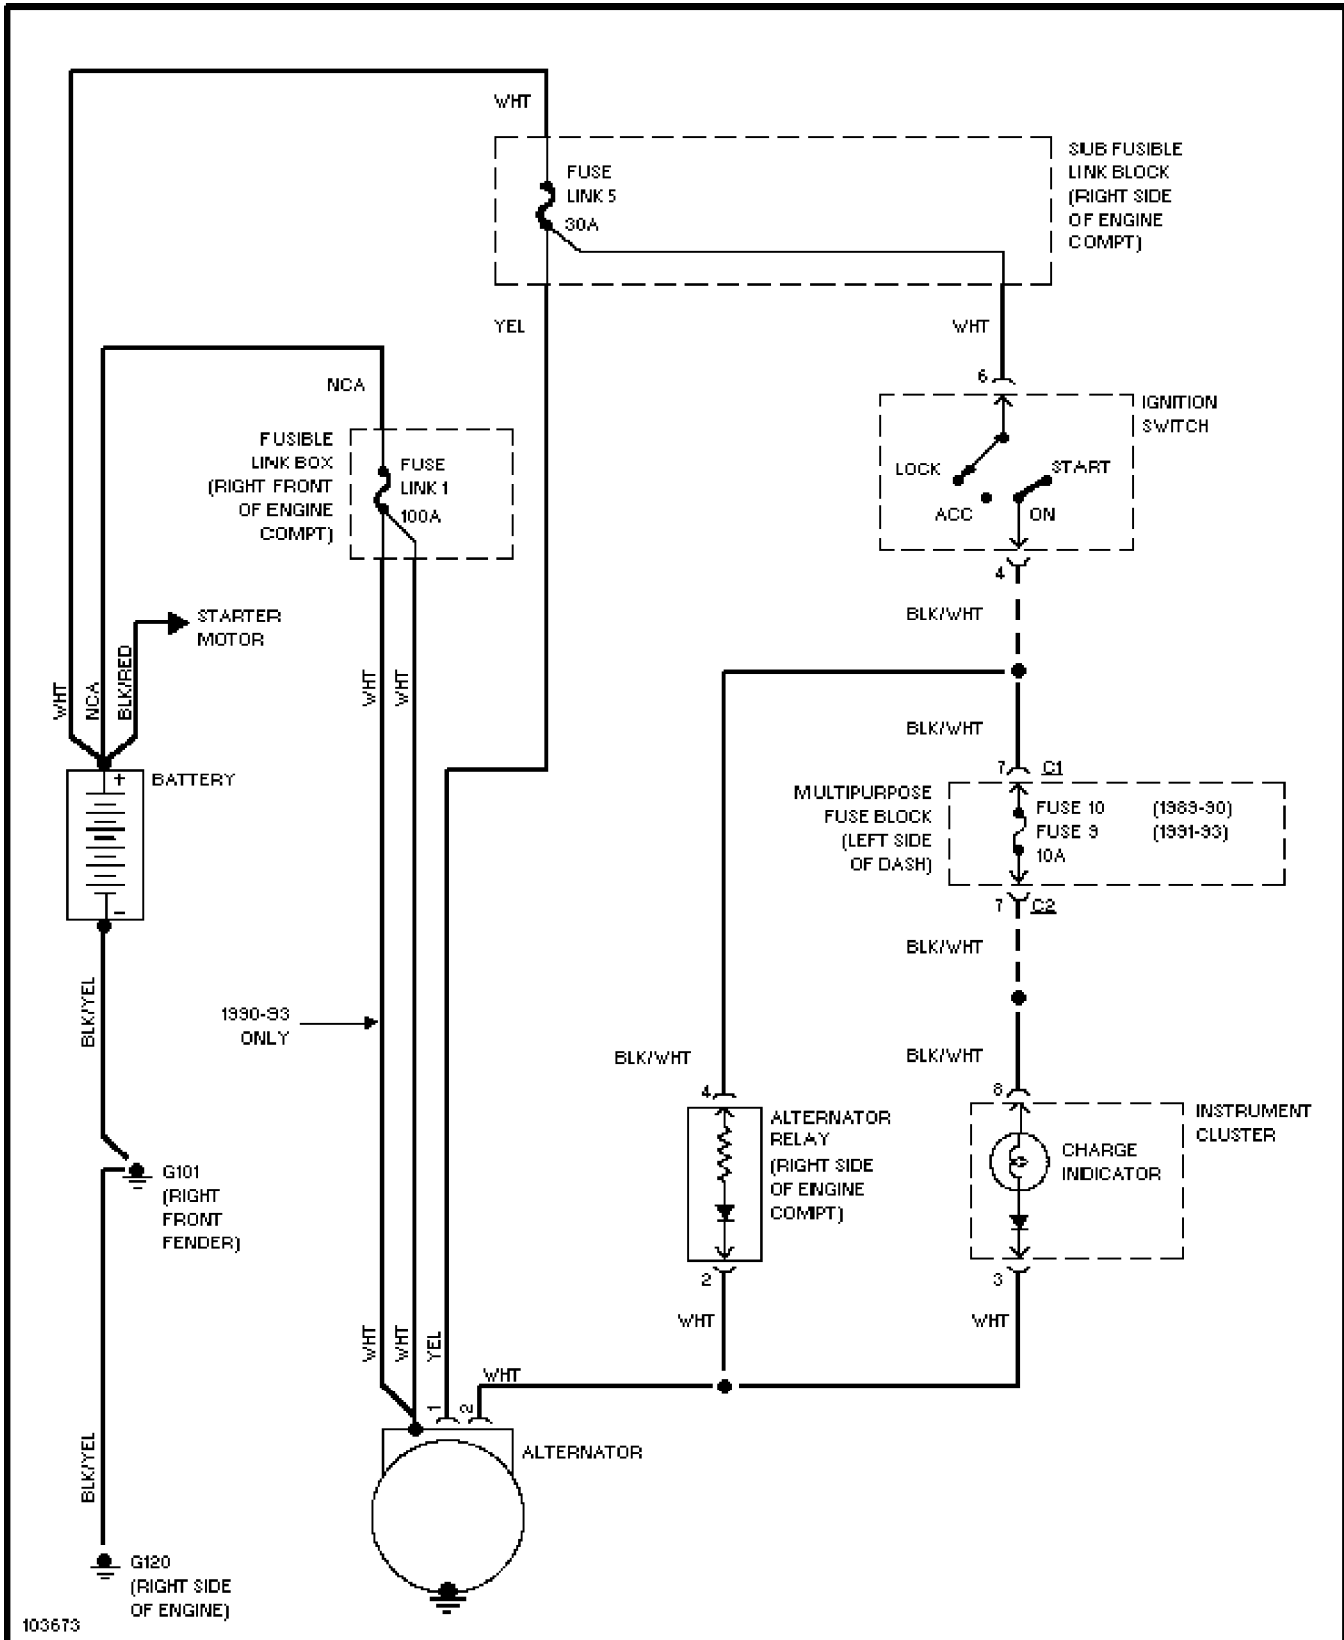 WHT
SUB FUSIBLE
LINK BLOCK
(RIGHT SIDE
OF ENGINE
COMPT)
FUSE
LINK 5
30A
YEL
WHT
NCA
6
IGNITION
SWITCH
FUSIBLE
LINK BOX
(RIGHT FRONT
OF ENGINE
COMPT)
FUSE
LINK 1
100A
LOCK
START
ACC
ON
4
BLK/WHT
STARTER
MOTOR
WHT
NCA
BLK/RED
WHT
WHT
BLK/WHT
7
C1
+
BATTERY
-
MULTIPURPOSE
FUSE BLOCK
(LEFT SIDE
OF DASH)
FUSE 10 (1989-90)
FUSE 9 (1991-93)
10A
7
C2
BLK/WHT
BLK/YEL
1990-93
ONLY
BLK/WHT
BLK/WHT
4
8
ALTERNATOR
RELAY
(RIGHT SIDE
OF ENGINE
COMPT)
INSTRUMENT
CLUSTER
CHARGE
INDICATOR
G101
(RIGHT
FRONT
FENDER)
2
3
WHT
WHT
WHT
WHT
YEL
WHT
1
2
ALTERNATOR
BLK/YEL
G120
(RIGHT SIDE
OF ENGINE)
103673